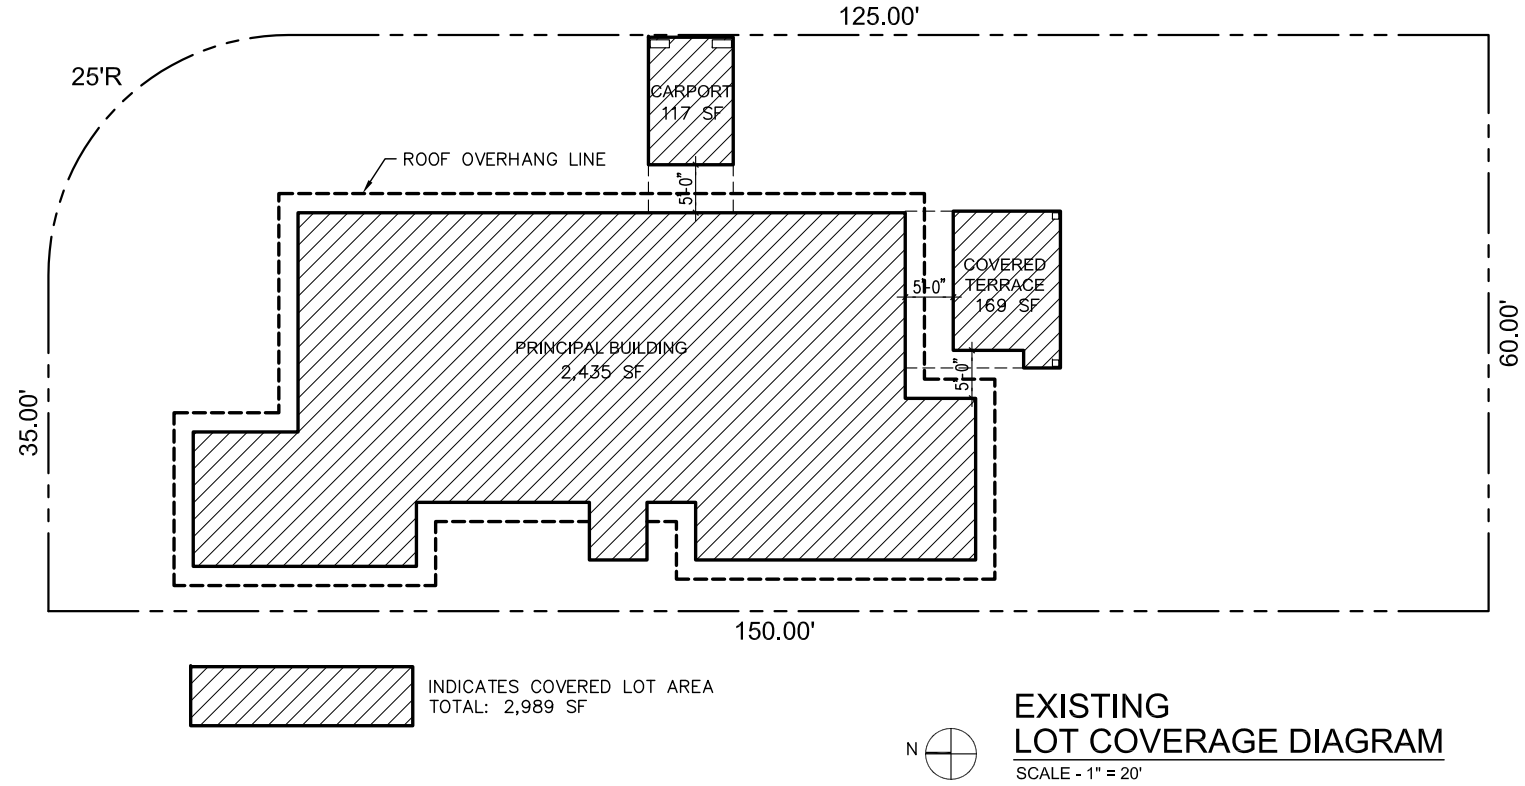 125.00'
25'R
CARPORT
117 SF
ROOF OVERHANG LINE
5'-0"
COVERED
TERRACE
169 SF
5'-0"
60.00'
PRINCIPAL BUILDING
2,435 SF
5'-0"
35.00'
150.00'
INDICATES COVERED LOT AREA
TOTAL: 2,989 SF
N
EXISTING
LOT COVERAGE DIAGRAM
SCALE - 1" = 20'